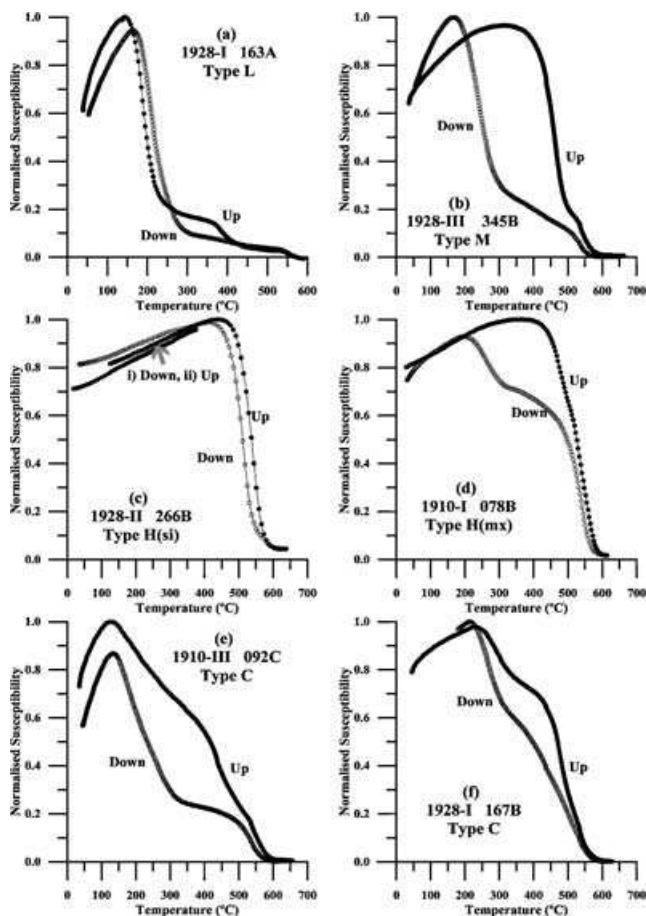 Normalised Susceptibility
1.0
0.8
0.6
0.4
0.2
0.0
(a)
1928-I 163A
Type L
Up
Down
0 100 200 300 400 500 600
Temperature (ºC)
Normalised Susceptibility
1.0
0.8
0.6
0.4
0.2
0.0
Down
Up
(b)
1928-III 345B
Type M
0 100 200 300 400 500 600 700
Temperature (ºC)
Normalised Susceptibility
1.0
0.8
0.6
0.4
0.2
0.0
i) Down, ii) Up
Up
Down
(c)
1928-II 266B
Type H(si)
0 100 200 300 400 500 600 700
Temperature (ºC)
Normalised Susceptibility
1.0
0.8
0.6
0.4
0.2
0.0
Up
Down
(d)
1910-I 078B
Type H(mx)
0 100 200 300 400 500 600 700
Temperature (ºC)
Normalised Susceptibility
1.0
0.8
0.6
0.4
0.2
0.0
(e)
1910-III 092C
Type C
Down
Up
0 100 200 300 400 500 600 700
Temperature (ºC)
Normalised Susceptibility
1.0
0.8
0.6
0.4
0.2
0.0
Down
Up
(f)
1928-I 167B
Type C
0 100 200 300 400 500 600 700
Temperature (ºC)